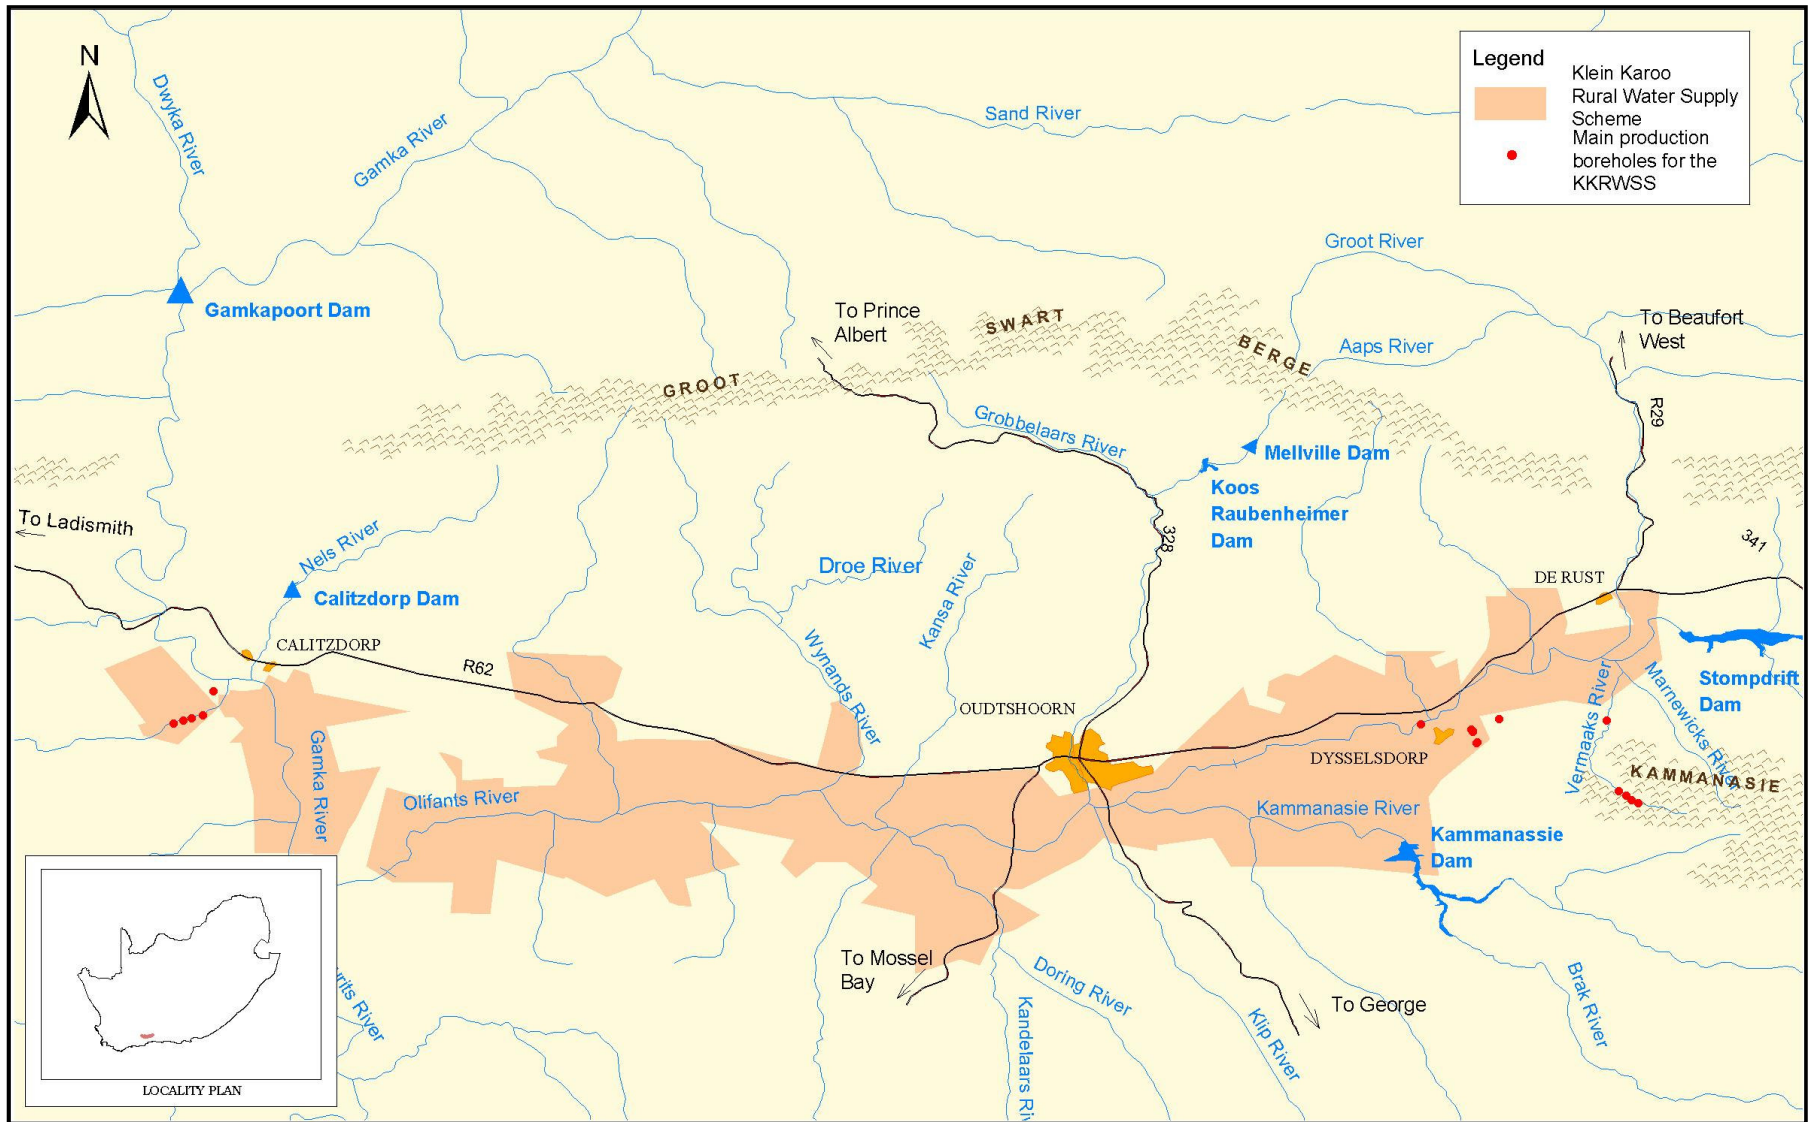 N
Dwyka River
Gamka River
Sand River
Legend
Klein Karoo
Rural Water Supply
Scheme
Main production
boreholes for the
KKRWSS
Groot River
Gamkapoort Dam
To Prince
Albert
SWART
BERGE
Aaps River
To Beaufort
West
GROOT
R29
Grobbelaars River
Mellville Dam
Koos
Raubenheimer
Dam
To Ladismith
Nels River
328
341
Droe River
Kansa River
DE RUST
Calitzdorp Dam
CALITZDORP
Wynands River
R62
OUDTSHOORN
Vermaaks River
Marnewicks River
Stompdrift
Dam
Gamka River
DYSSELSDORP
KAMMANASIE
Olifants River
Kammanasie River
Kammanassie
Dam
To Mossel
Bay
Doring River
To George
Brak River
Klip River
Kandelaars Riv
urits River
LOCALITY PLAN